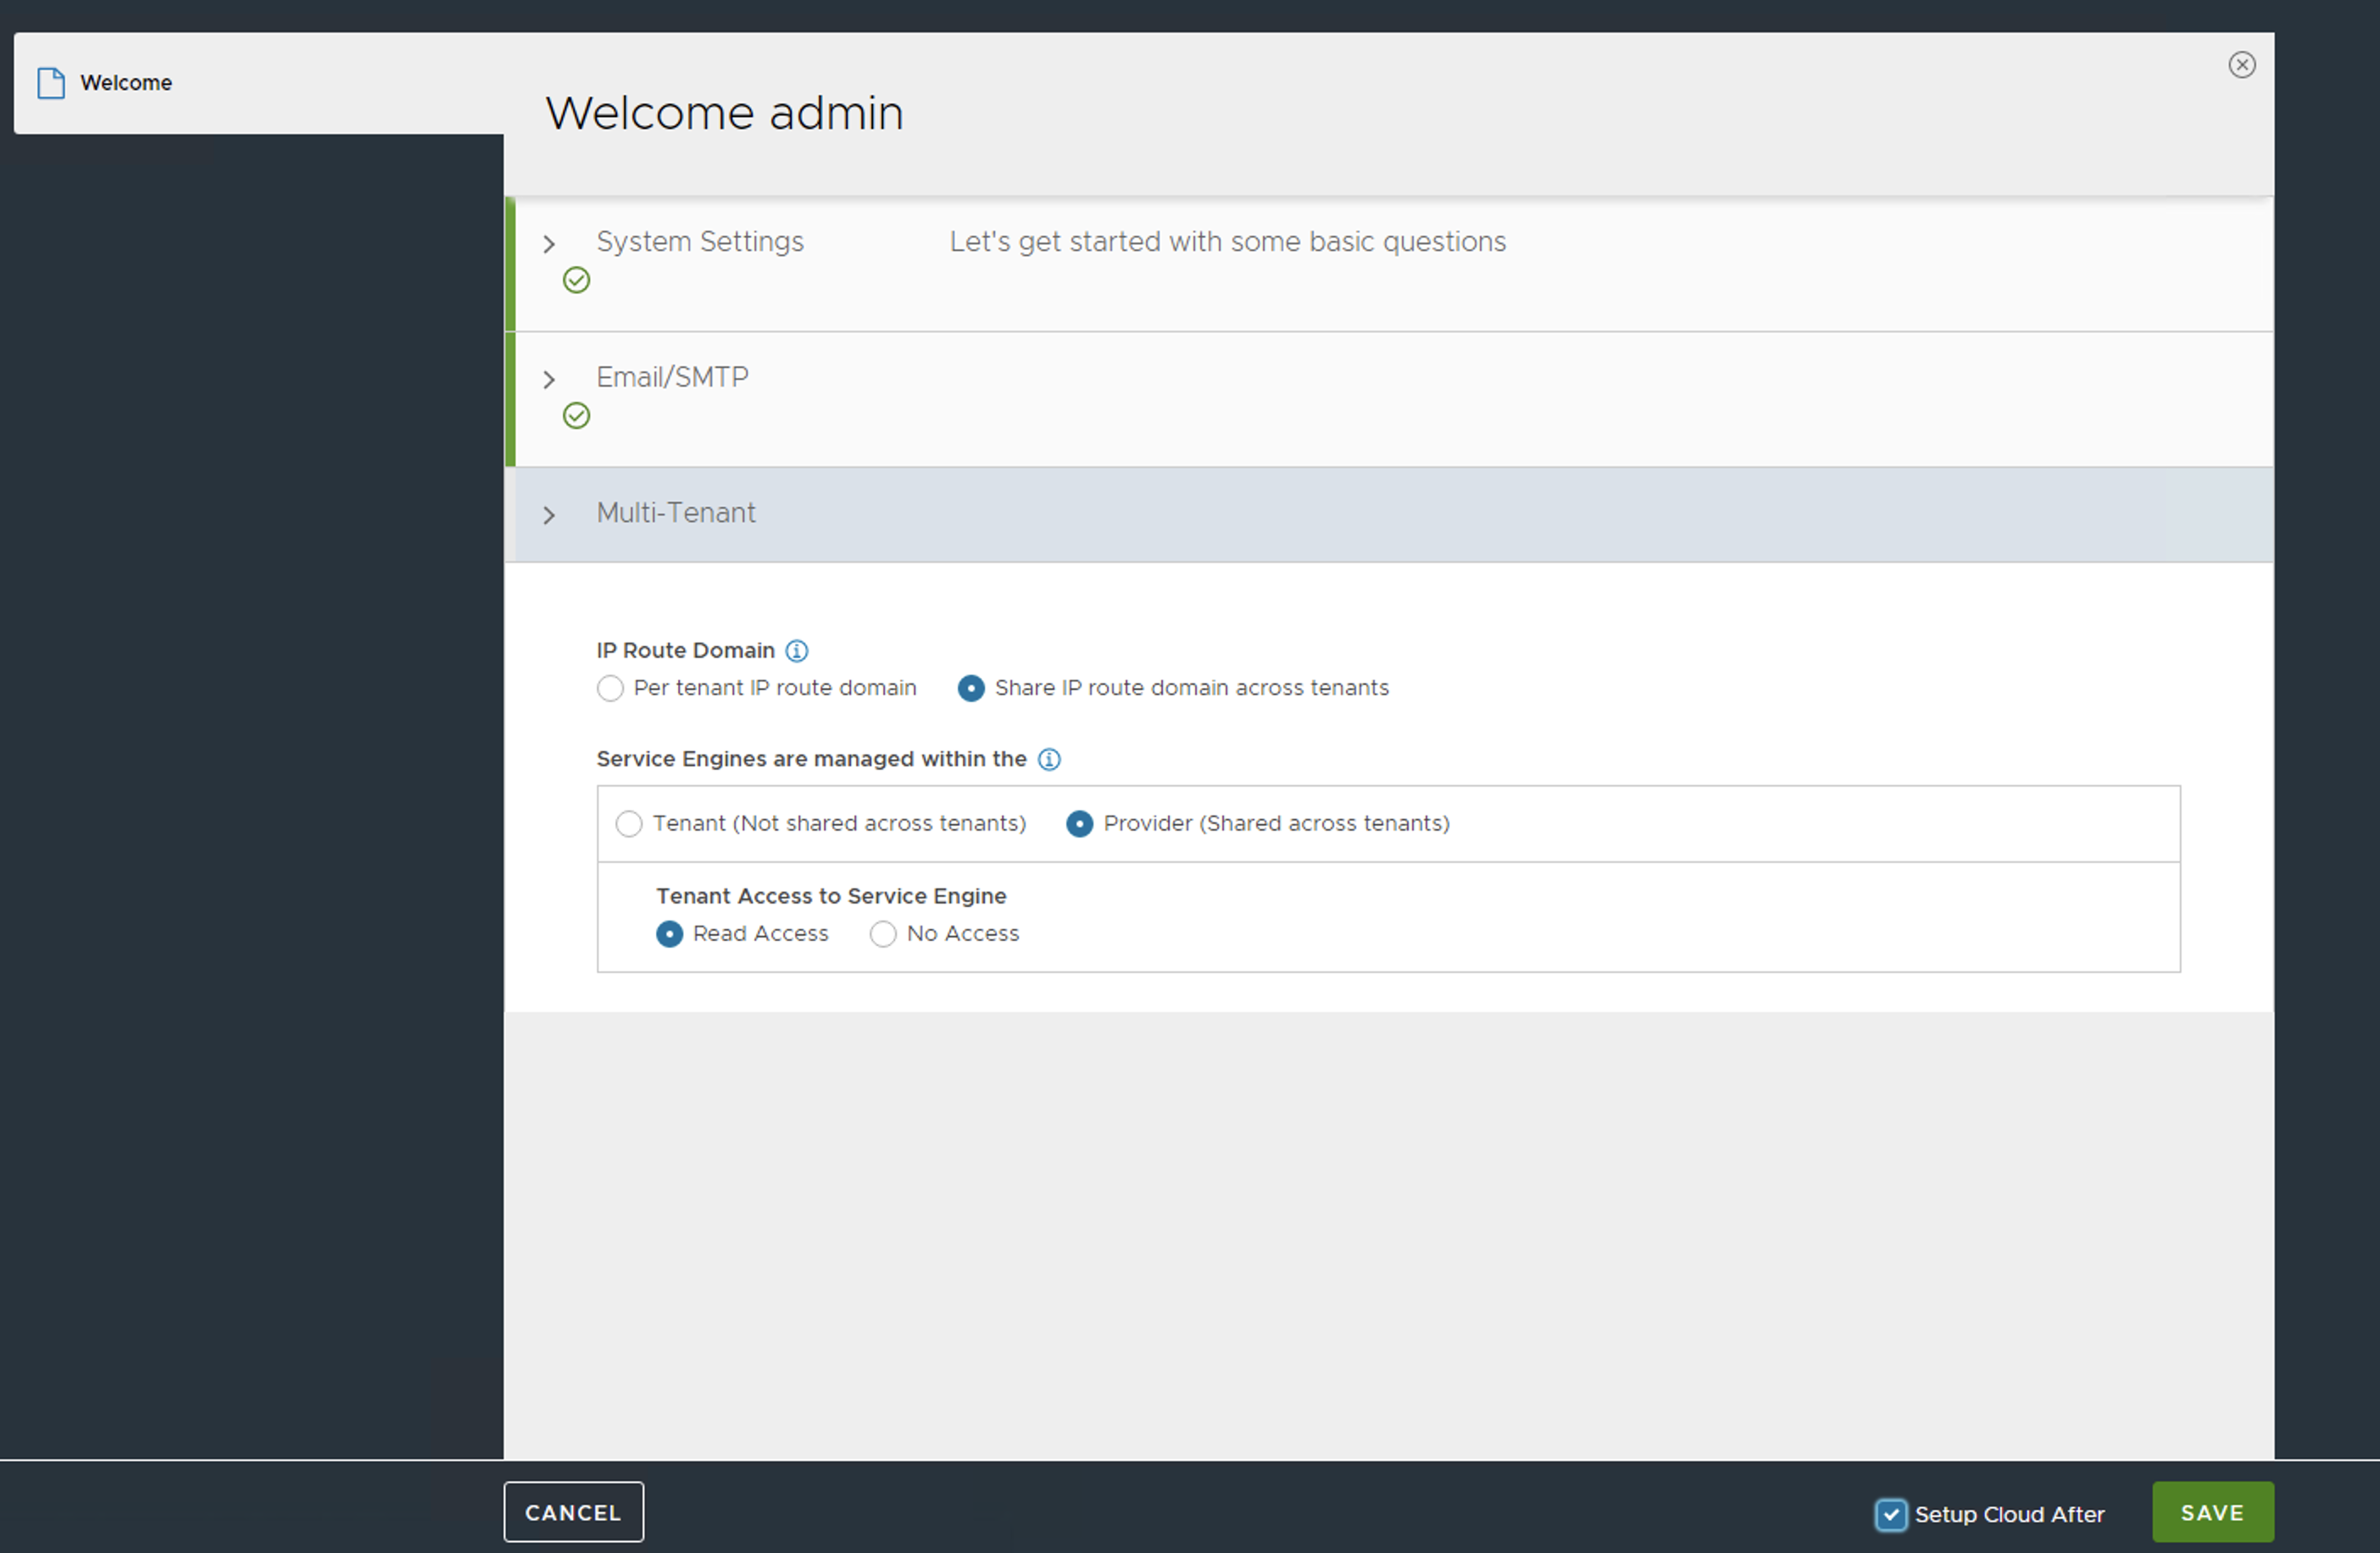 Welcome
Welcome admin
System Settings Let's get started with some basic questions
Email/SMTP
Multi-Tenant
IP Route Domain
Per tenant IP route domain Share IP route domain across tenants
Service Engines are managed within the
Tenant (Not shared across tenants) Provider (Shared across tenants)
Tenant Access to Service Engine
Read Access No Access
CANCEL Setup Cloud After SAVE